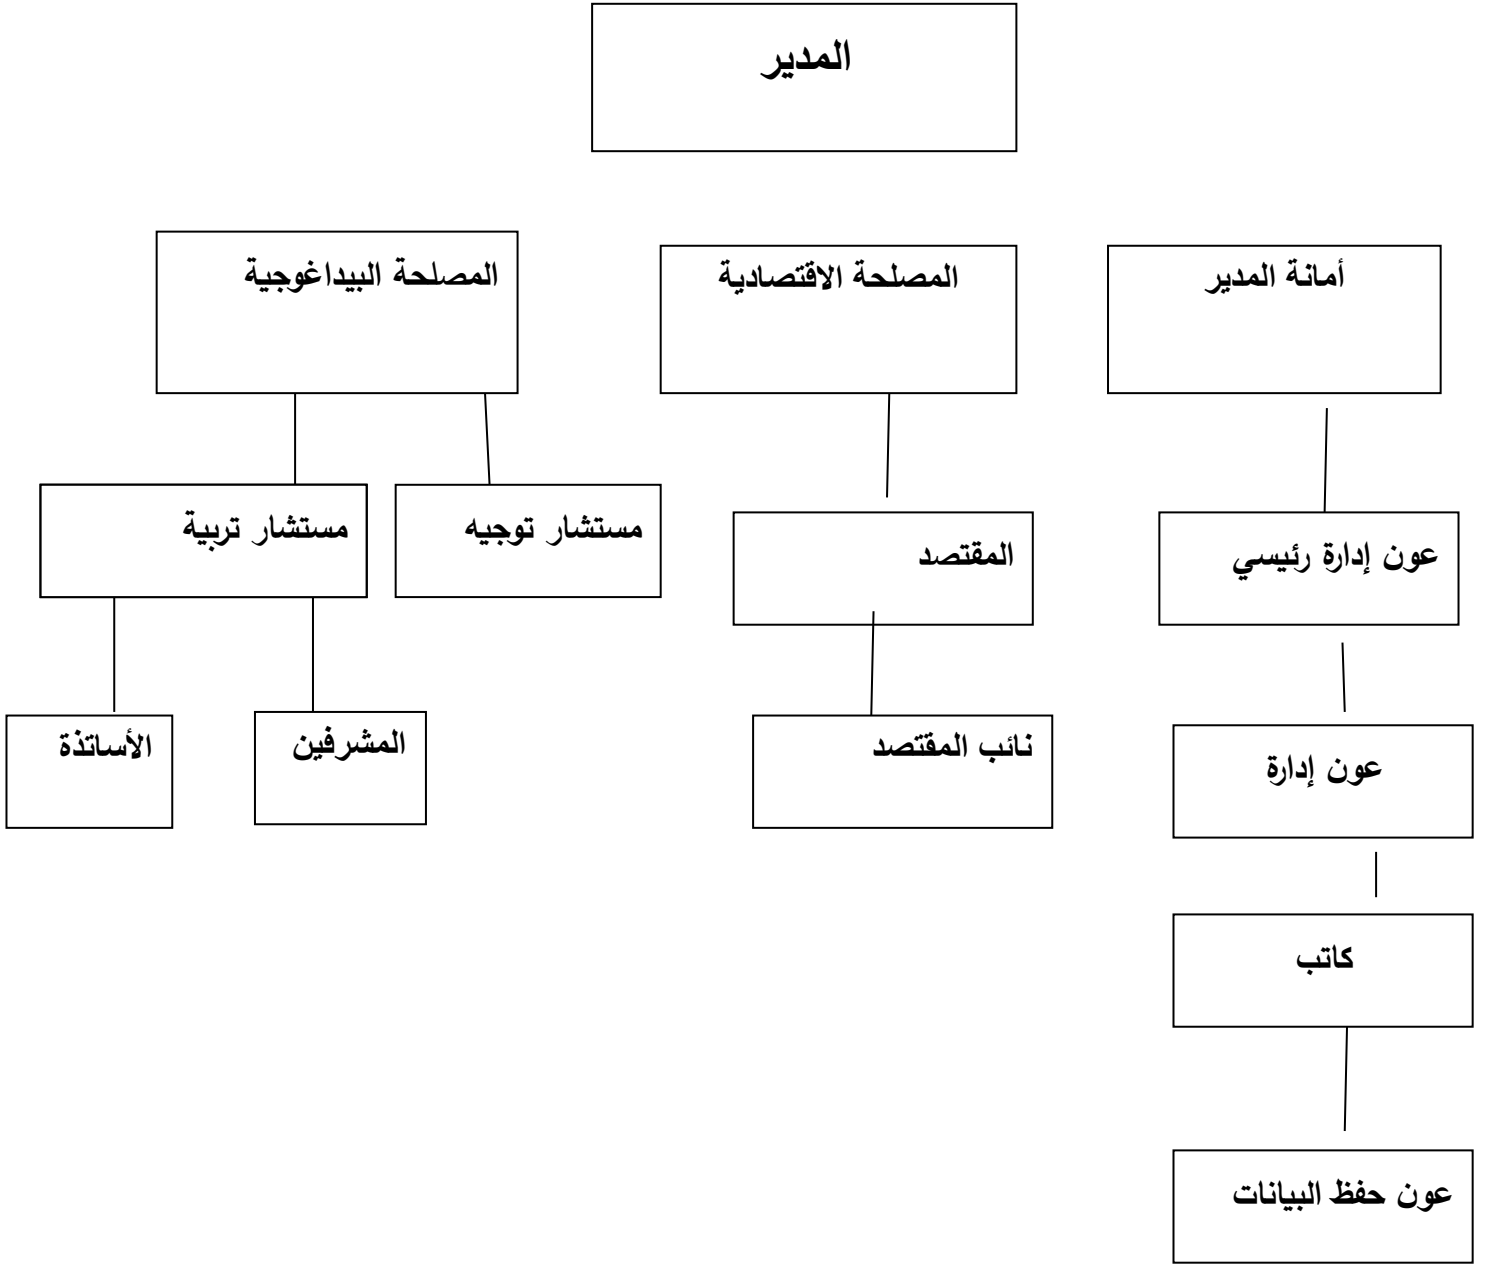 المدير
أمانة المدير
المصلحة الاقتصادية
المصلحة البيداغوجية
عون إدارة رئيسي
المقتصد
مستشار توجيه
مستشار تربية
عون إدارة
نائب المقتصد
المشرفين
الأساتذة
كاتب
عون حفظ البيانات